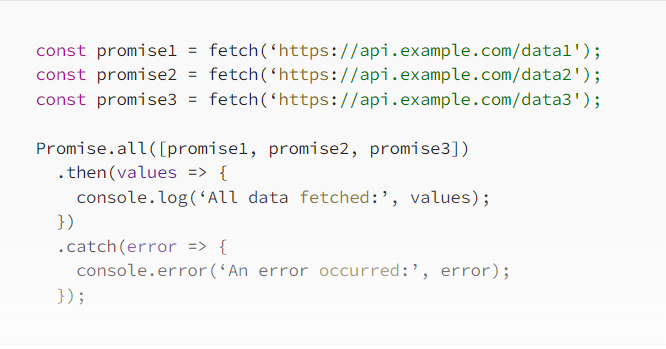 const promise1 = fetch(‘https://api.example.com/data1');
const promise2 = fetch(‘https://api.example.com/data2');
const promise3 = fetch(‘https://api.example.com/data3');
Promise.all([promise1, promise2, promise3])
.then(values => {
console.log(‘All data fetched:’, values);
})
.catch(error => {
console.error(‘An error occurred:’, error);
});